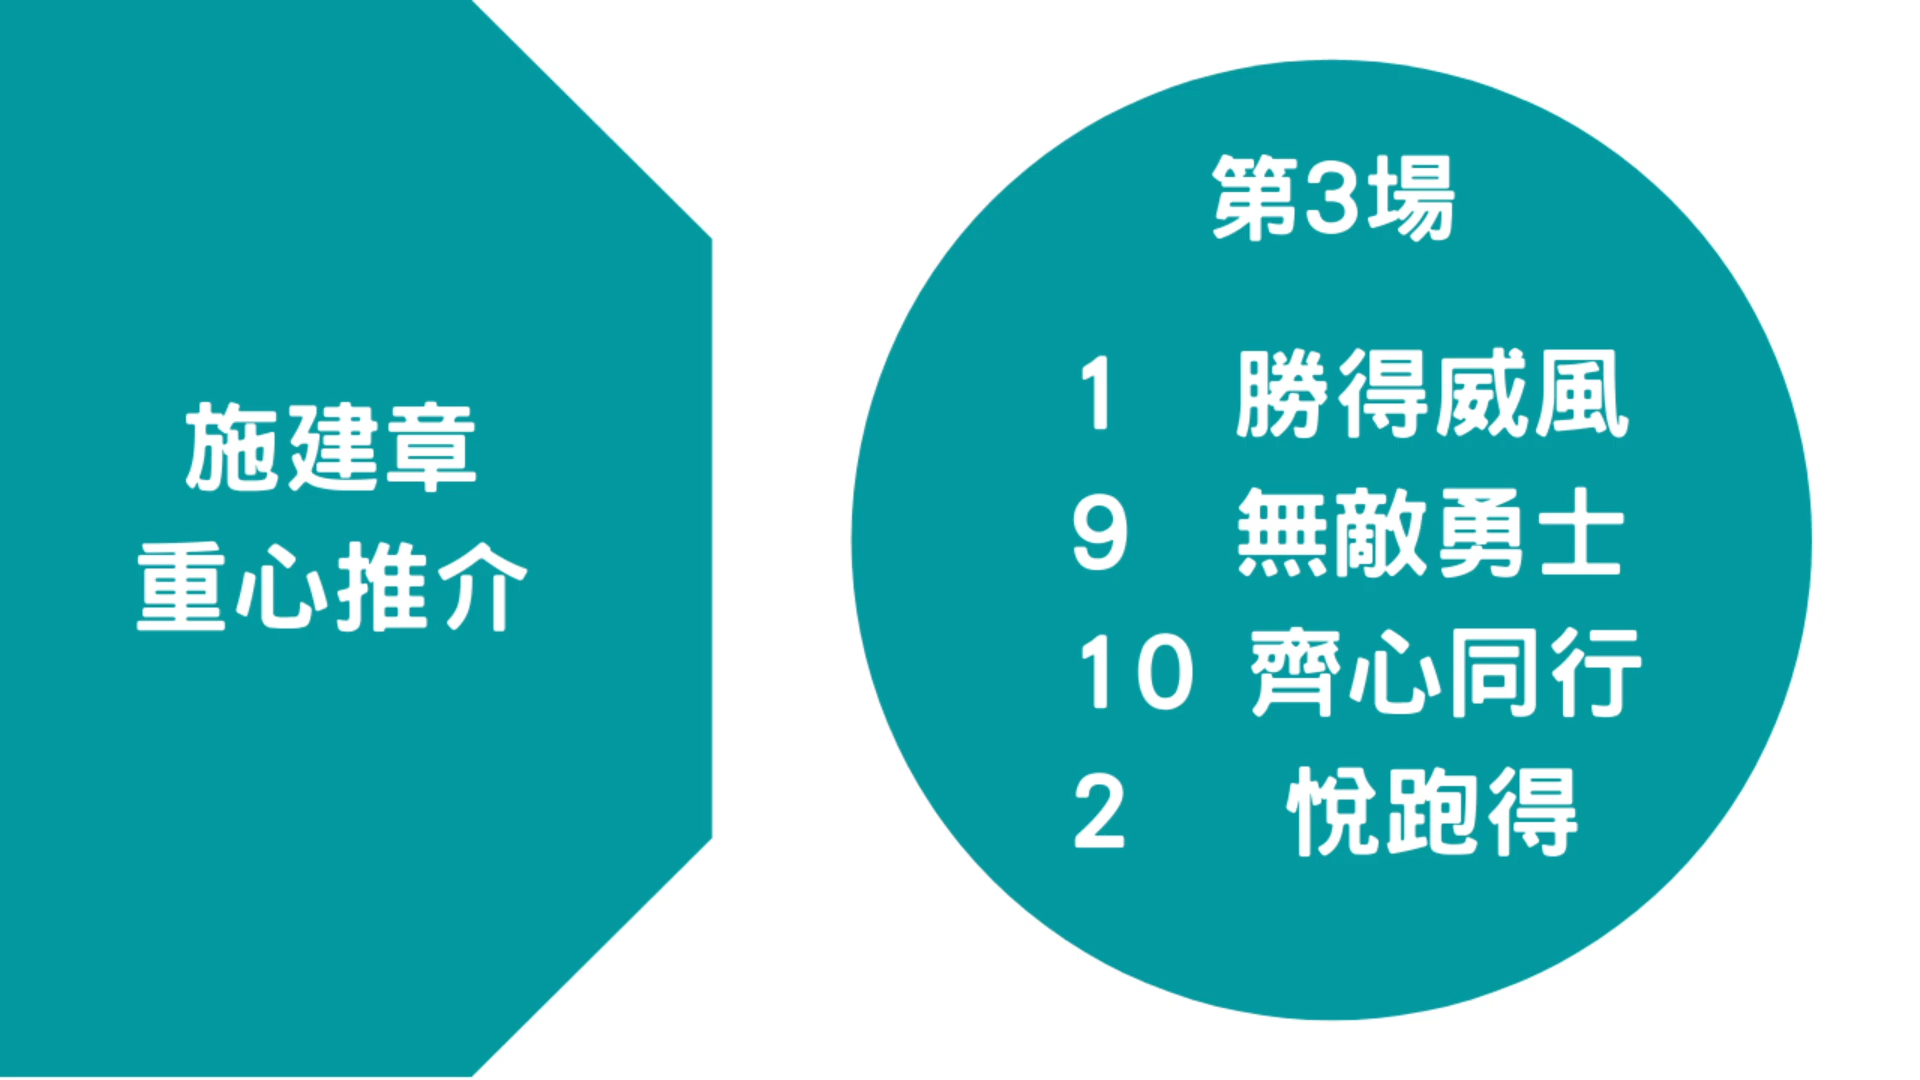 施建章
重心推介
第3場
1 勝得威風
9 無敵勇士
10 齊心同行
2 悅跑得